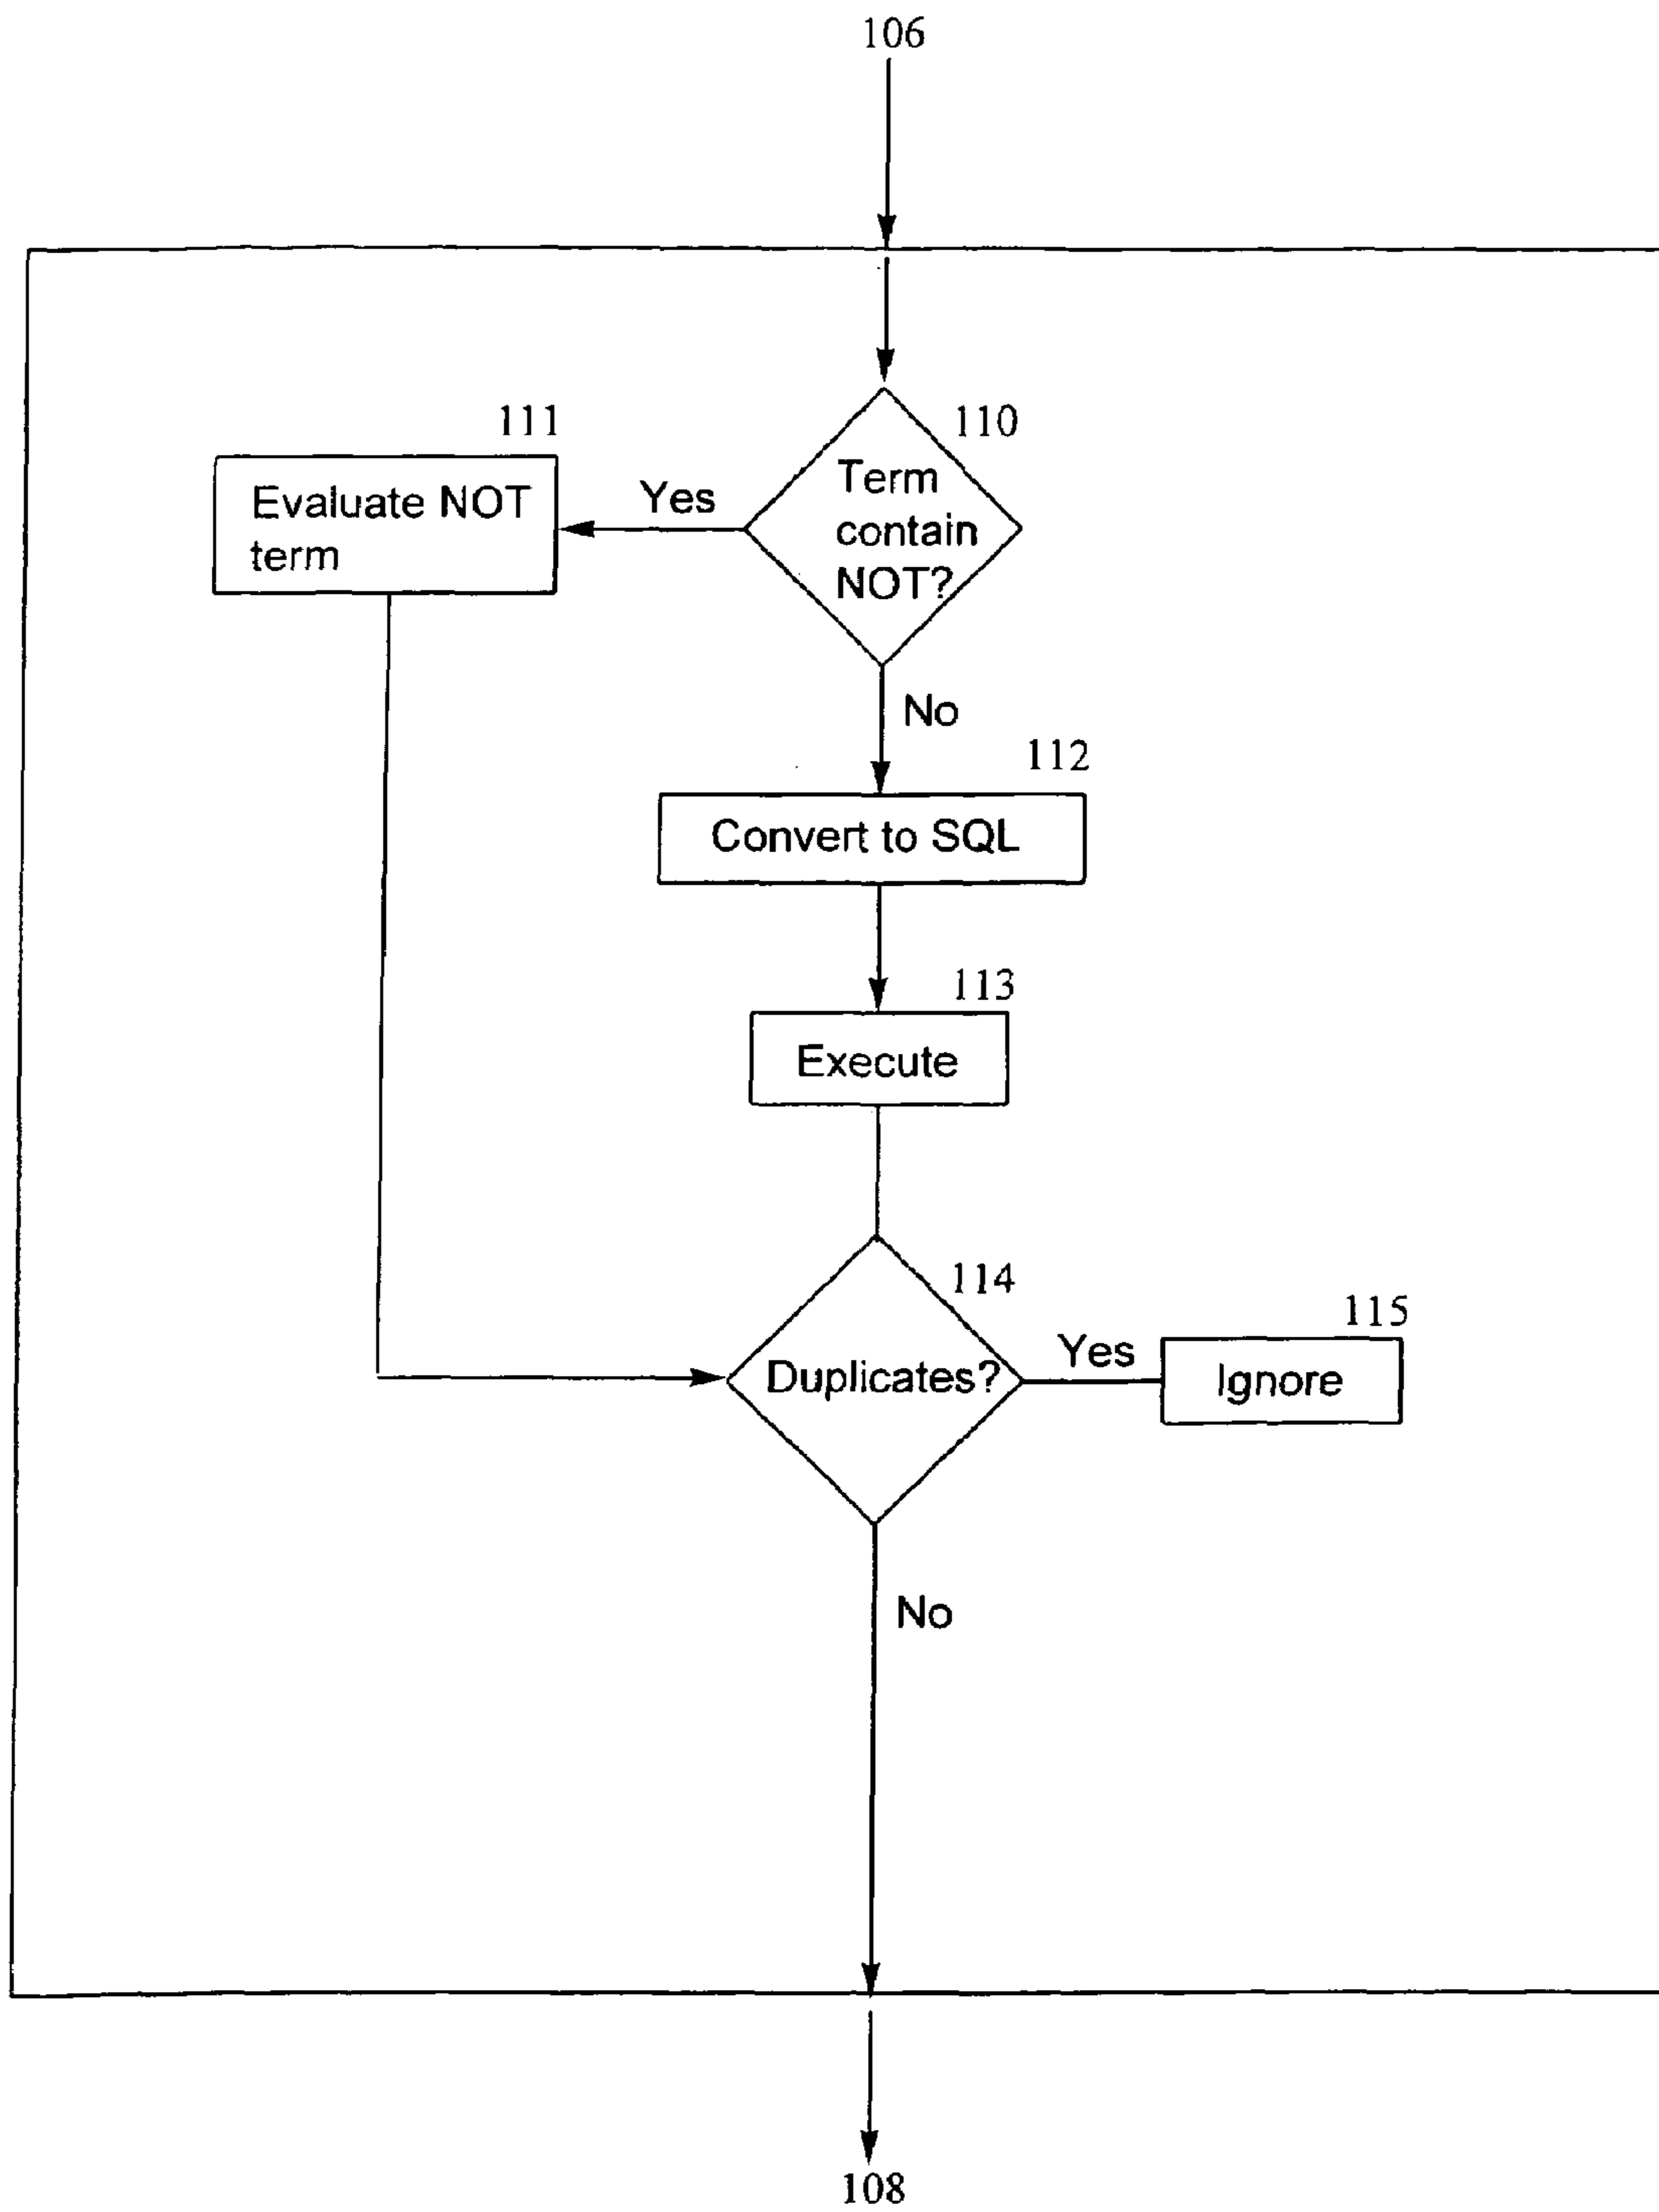 106
110
Term
contain
NOT?
Yes
111
Evaluate NOT
term
No
112
Convert to SQL
113
Execute
114
Duplicates?
Yes
115
Ignore
No
108